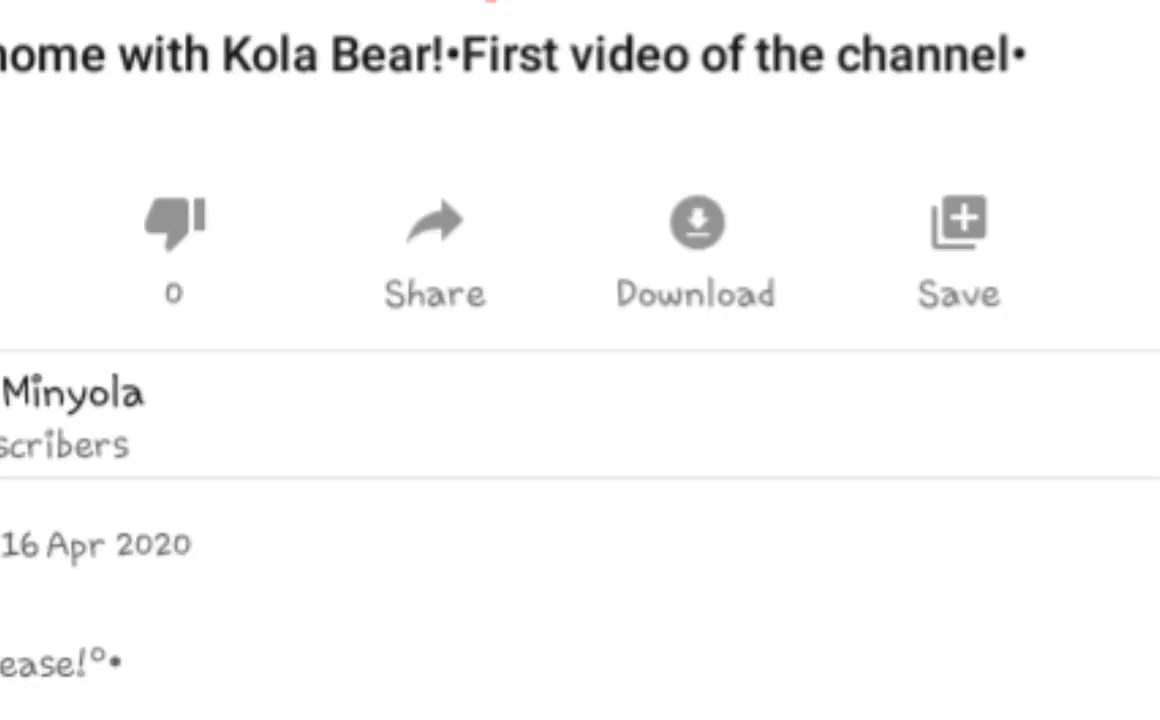 home with Kola Bear!•First video of the channel•
0 Share Download Save
Minyola
scribers
16 Apr 2020
ease!°•